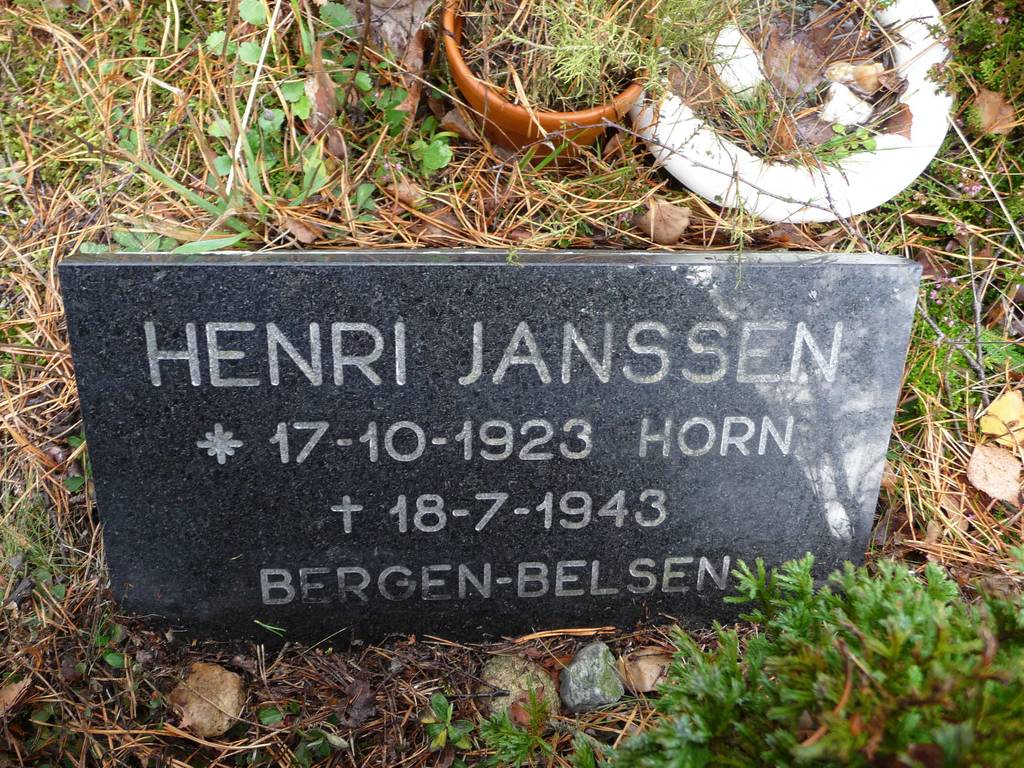 HENRI JANSSEN
* 17-10-1923 HORN
† 18-7-1943
BERGEN-BELSEN